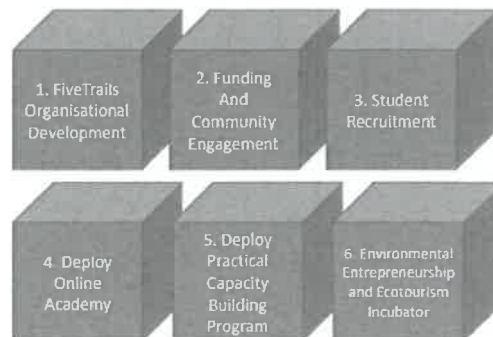 1. FiveTrails
Organisational
Development
2. Funding
And
Community
Engagement
3. Student
Recruitment
4. Deploy
Online
Academy
5. Deploy
Practical
Capacity
Building
Program
6. Environmental
Entrepreneurship
and Ecotourism
Incubator